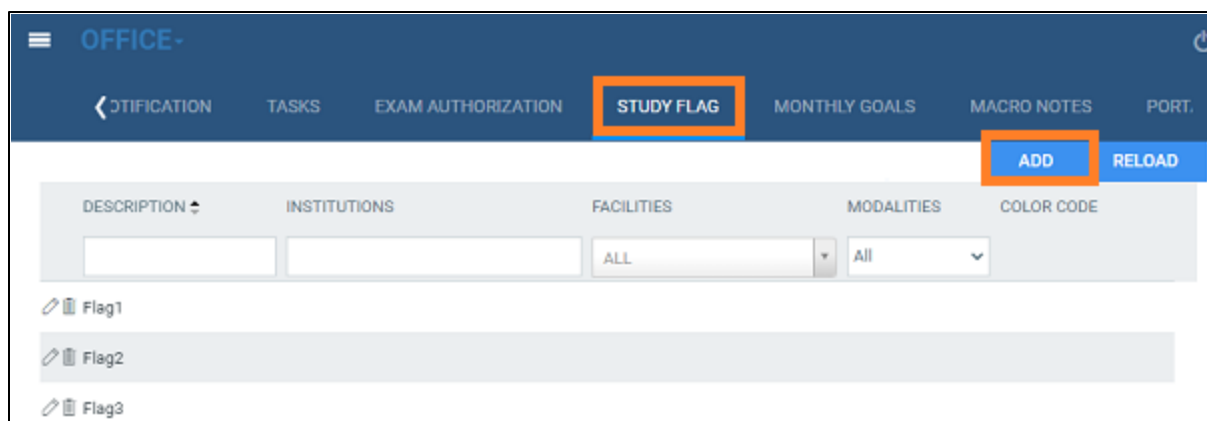 OFFICE
OTIFICATION TASKS EXAM AUTHORIZATION STUDY FLAG MONTHLY GOALS MACRO NOTES PORT.
ADD RELOAD
DESCRIPTION INSTITUTIONS FACILITIES MODALITIES COLOR CODE
ALL All
Flag1
Flag2
Flag3